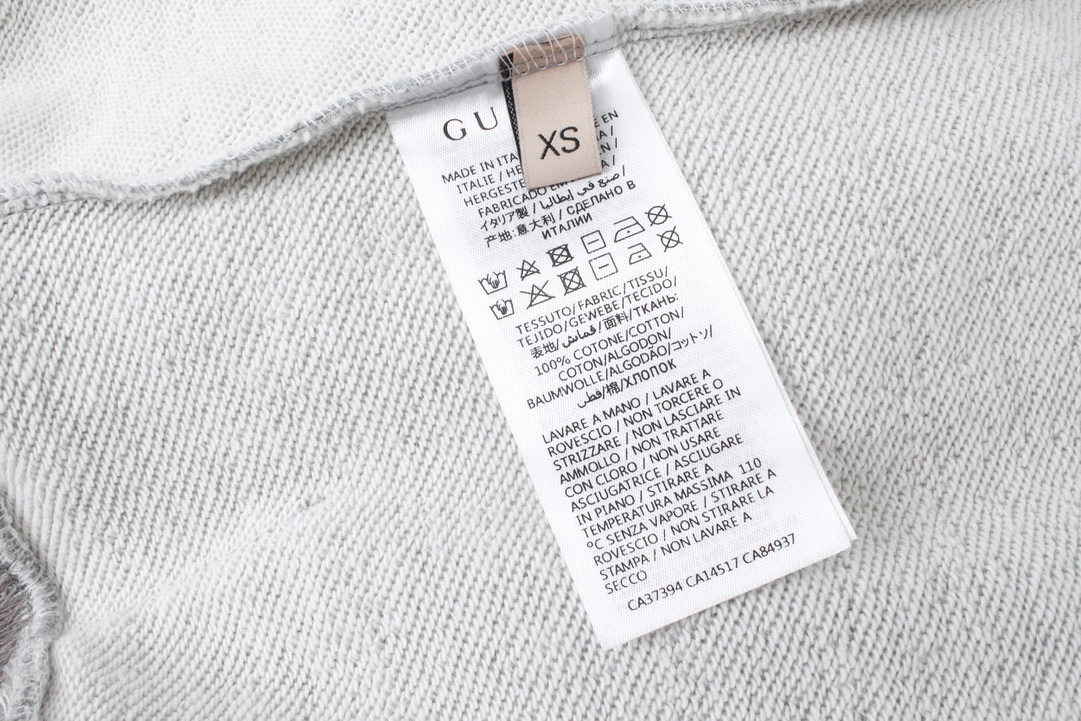 GU
XS
MADE IN ITA
ITALIE / HE
HERGESTE
FABRICADO EM
صنع في إيطاليا /
イタリア製 / СДЕЛАНО В
产地:意大利 / ИТАЛИИ
TESSUTO/FABRIC/TISSU/
TEJIDO/GEWEBE/TECIDO/
表地/قماش/面料/ТКАНЬ:
100% COTONE/COTTON/
COTON/ALGODON/
BAUMWOLLE/ALGODÃO/コットン/
قطن/棉/ХЛОПОК
LAVARE A MANO / LAVARE A
ROVESCIO / NON TORCERE O
STRIZZARE / NON LASCIARE IN
AMMOLLO / NON TRATTARE
CON CLORO / NON USARE
ASCIUGATRICE / ASCIUGARE
IN PIANO / STIRARE A
TEMPERATURA MASSIMA 110
°C SENZA VAPORE / STIRARE A
ROVESCIO / NON STIRARE LA
STAMPA / NON LAVARE A
SECCO
CA37394 CA14517 CA84937